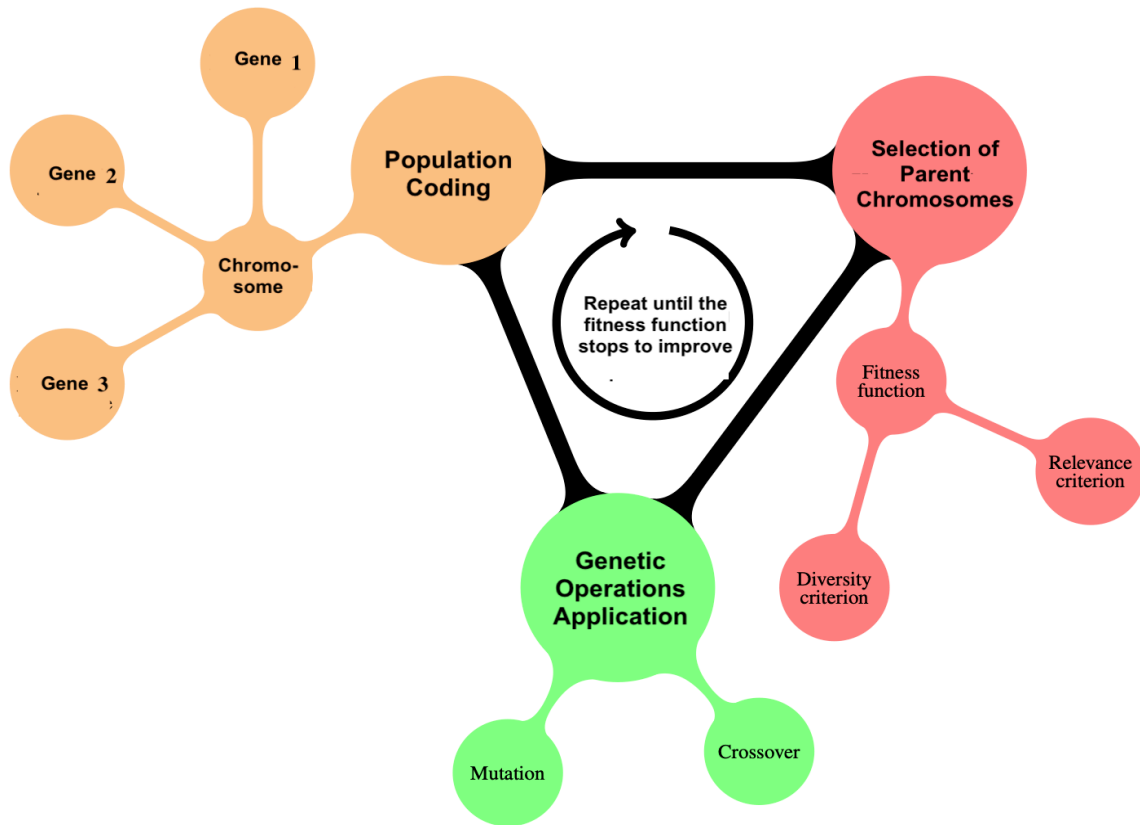 Gene 1
Gene 2
Chromo-
some
Gene 3
Population
Coding
Selection of
Parent
Chromosomes
Repeat until the
fitness function
stops to improve
Fitness
function
Relevance
criterion
Diversity
criterion
Genetic
Operations
Application
Mutation
Crossover